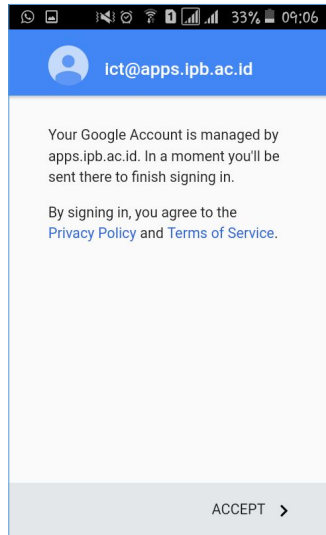 33% 09:06
ict@apps.ipb.ac.id
Your Google Account is managed by
apps.ipb.ac.id. In a moment you'll be
sent there to finish signing in.
By signing in, you agree to the
Privacy Policy and Terms of Service.
ACCEPT